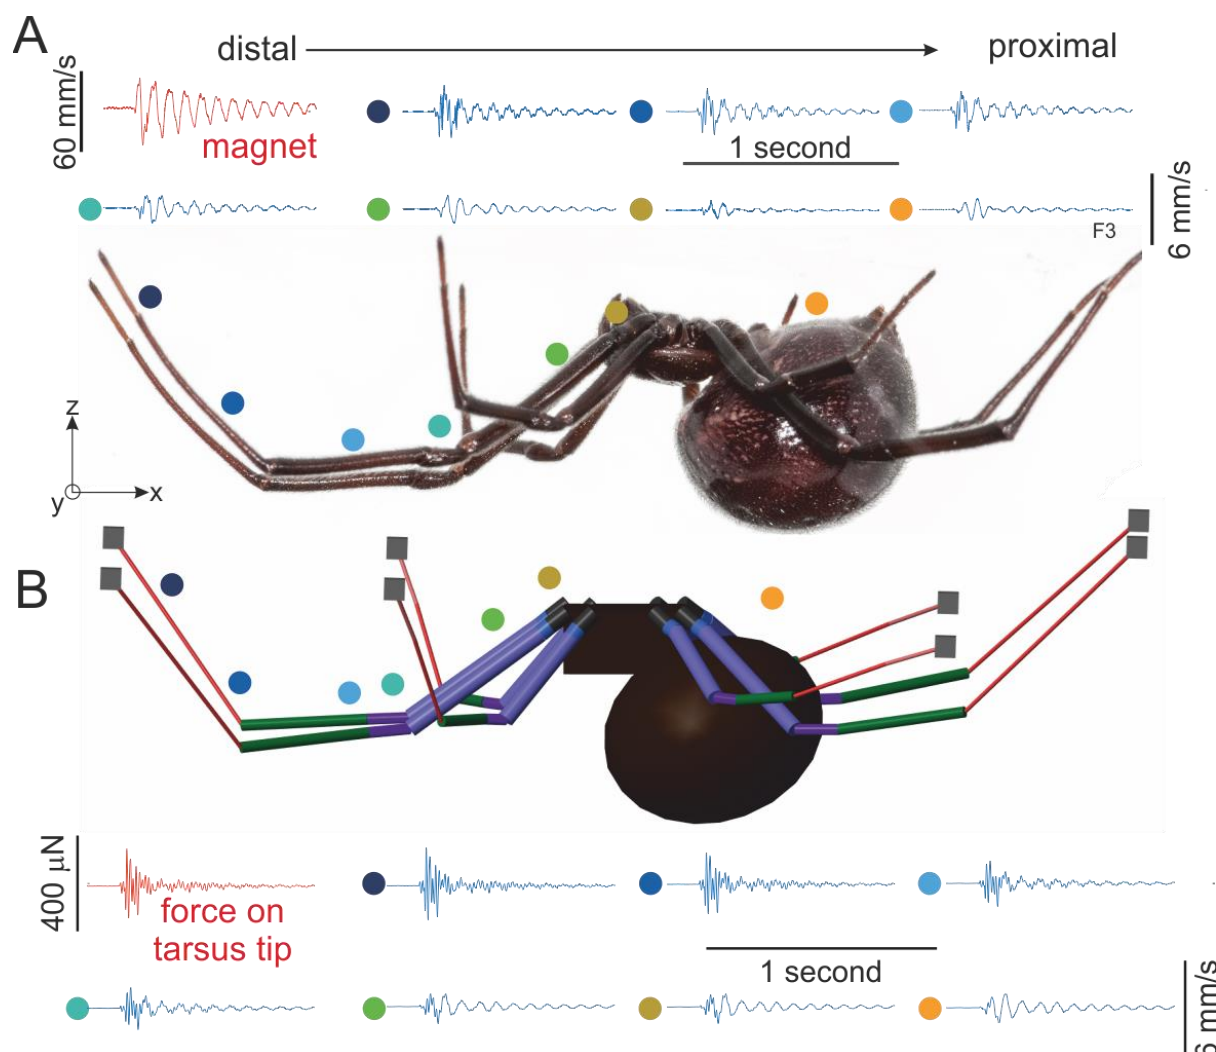 A
distal
proximal
60 mm/s
magnet
1 second
6 mm/s
F3
z
y
x
B
400 µN
force on
tarsus tip
1 second
6 mm/s